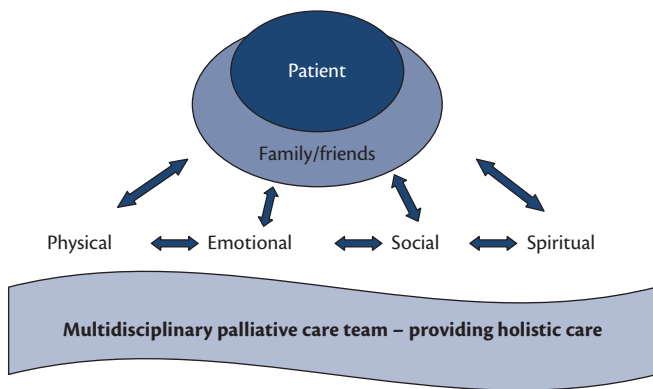 Patient
Family/friends
Physical Emotional Social Spiritual
Multidisciplinary palliative care team – providing holistic care